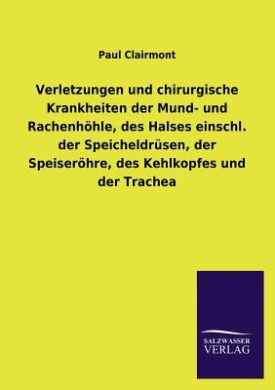 Paul Clairmont
Verletzungen und chirurgische
Krankheiten der Mund- und
Rachenhöhle, des Halses einschl.
der Speicheldrüsen, der
Speiseröhre, des Kehlkopfes und
der Trachea
SALZWASSER
VERLAG